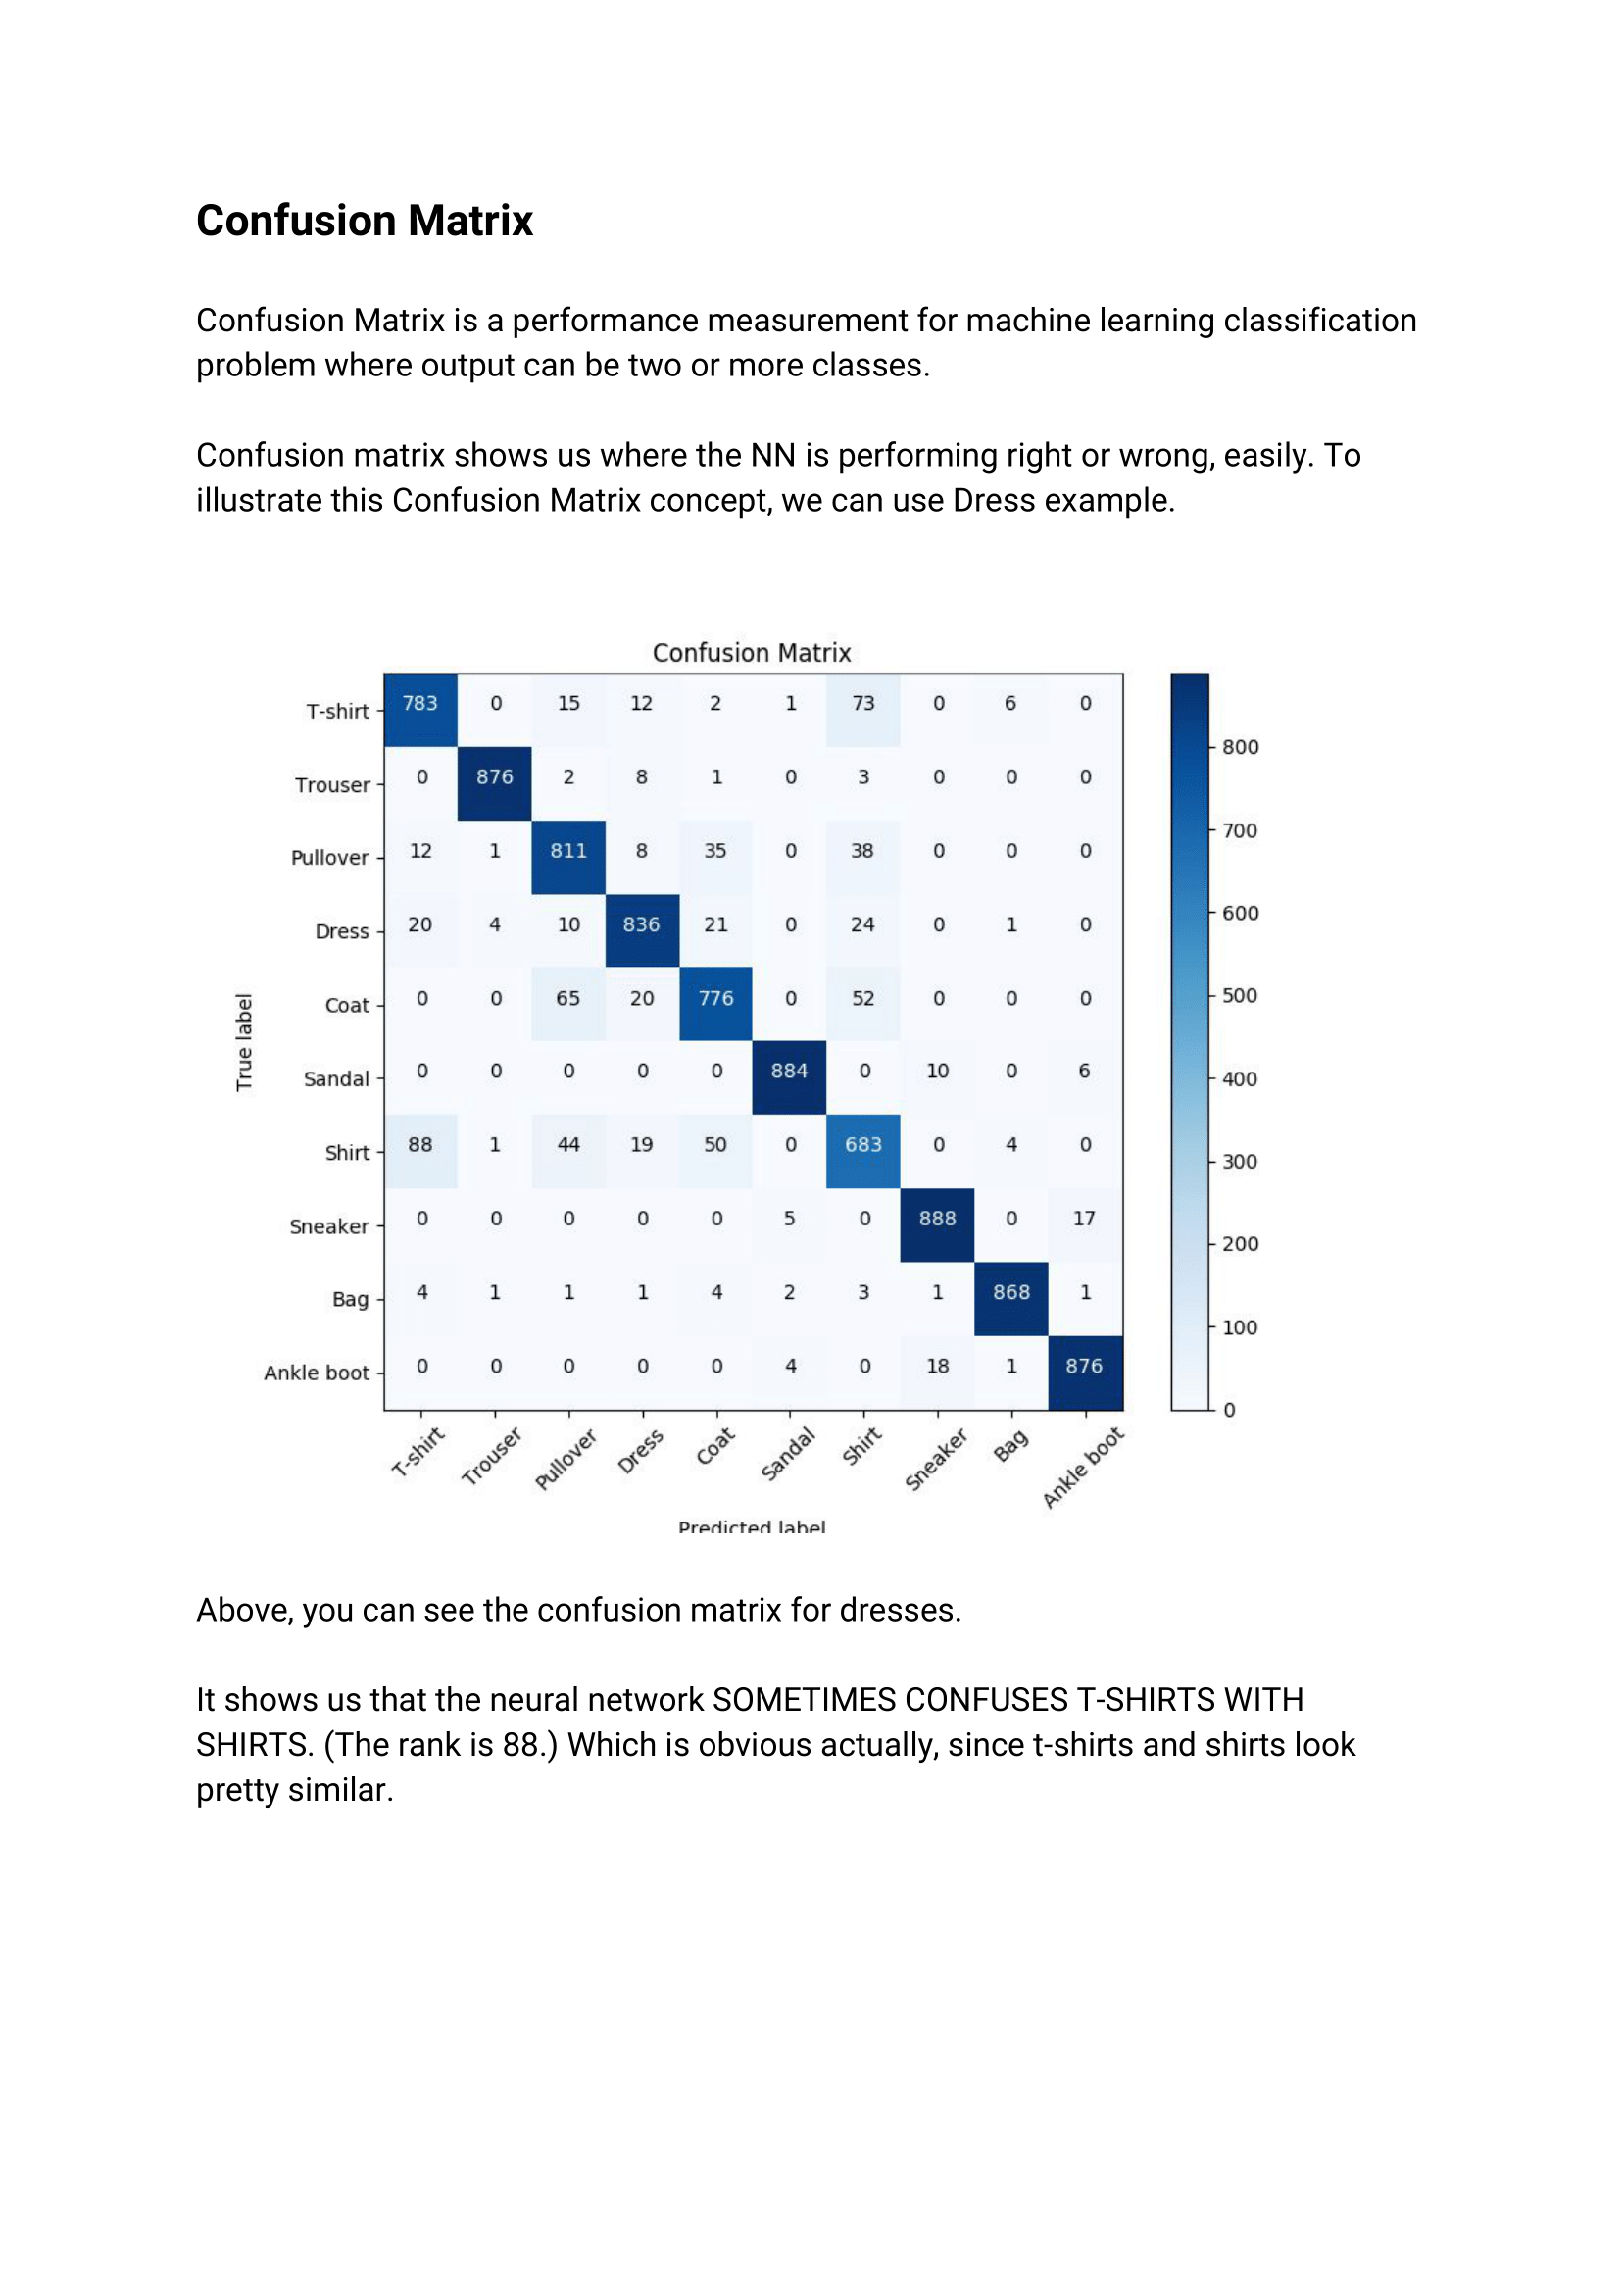 Confusion Matrix
Confusion Matrix is a performance measurement for machine learning classification
problem where output can be two or more classes.
Confusion matrix shows us where the NN is performing right or wrong, easily. To
illustrate this Confusion Matrix concept, we can use Dress example.
Confusion Matrix
T-shirt 783 0 15 12 2 1 73 0 6 0
Trouser 0 876 2 8 1 0 3 0 0 0
Pullover 12 1 811 8 35 0 38 0 0 0
Dress 20 4 10 836 21 0 24 0 1 0
Coat 0 0 65 20 776 0 52 0 0 0
Sandal 0 0 0 0 0 884 0 10 0 6
Shirt 88 1 44 19 50 0 683 0 4 0
Sneaker 0 0 0 0 0 5 0 888 0 17
Bag 4 1 1 1 4 2 3 1 868 1
Ankle boot 0 0 0 0 0 4 0 18 1 876
True label
T-shirt Trouser Pullover Dress Coat Sandal Shirt Sneaker Bag Ankle boot
Predicted label
800
700
600
500
400
300
200
100
0
Above, you can see the confusion matrix for dresses.
It shows us that the neural network SOMETIMES CONFUSES T-SHIRTS WITH
SHIRTS. (The rank is 88.) Which is obvious actually, since t-shirts and shirts look
pretty similar.